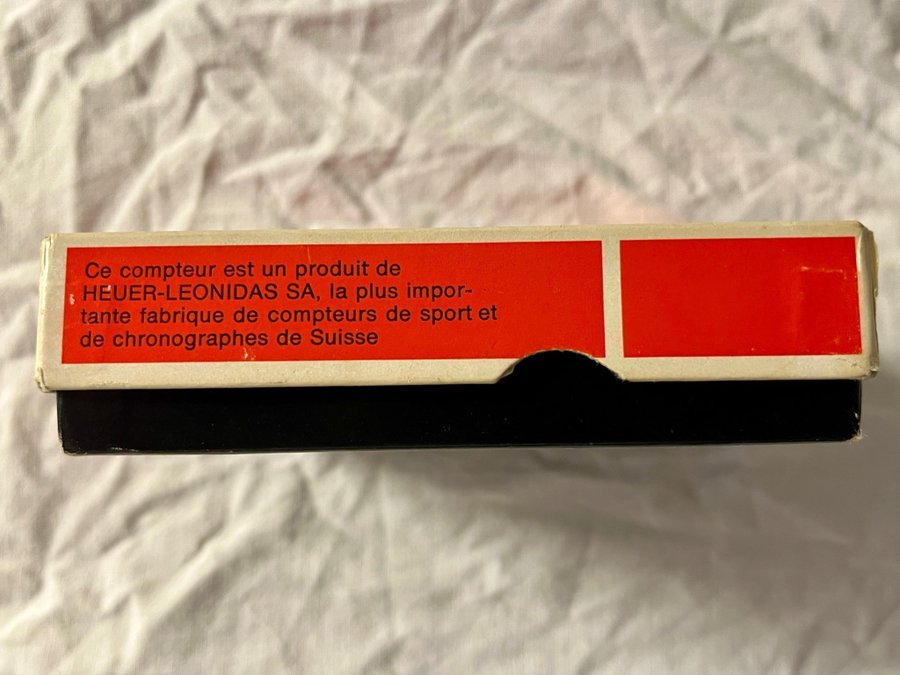 Ce compteur est un produit de
HEUER-LEONIDAS SA, la plus impor-
tante fabrique de compteurs de sport et
de chronographes de Suisse